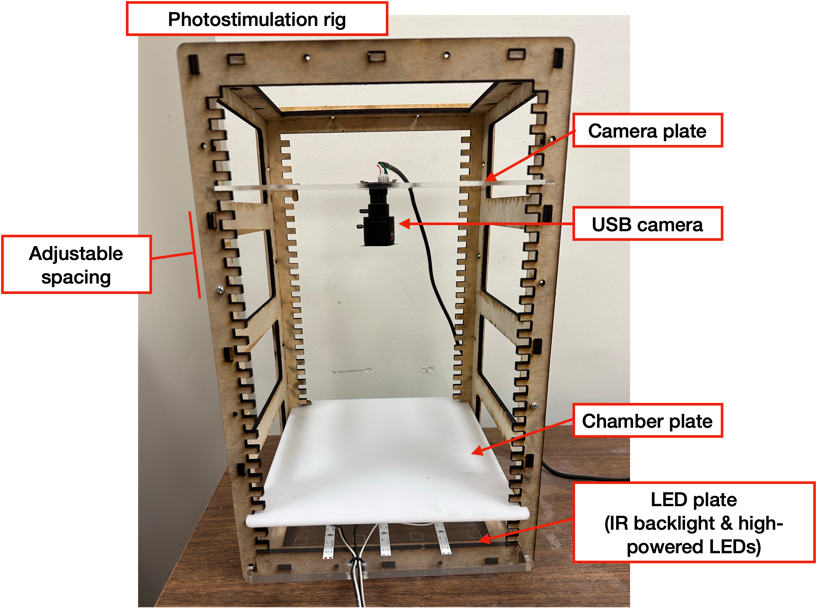 Photostimulation rig
Camera plate
USB camera
Adjustable
spacing
Chamber plate
LED plate
(IR backlight & high-
powered LEDs)